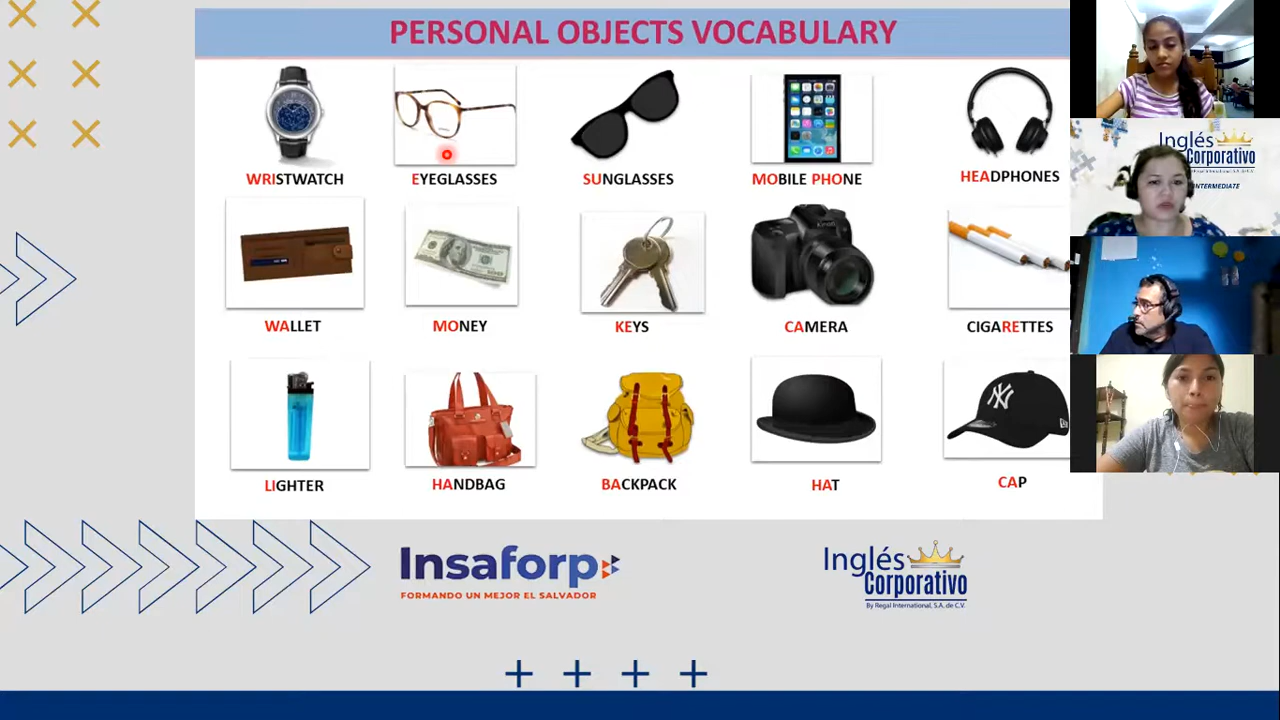 PERSONAL OBJECTS VOCABULARY
WRISTWATCH
EYEGLASSES
SUNGLASSES
MOBILE PHONE
HEADPHONES
WALLET
MONEY
KEYS
CAMERA
CIGARETTES
LIGHTER
HANDBAG
BACKPACK
HAT
CAP
Insaforp
FORMANDO UN MEJOR EL SALVADOR
Inglés
Corporativo
By Regal International, S.A. de C.V.
Inglés
Corporativo
INTERMEDIATE